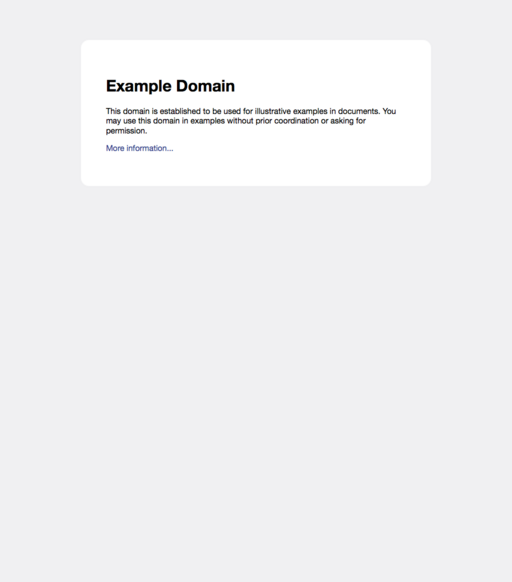 Example Domain
This domain is established to be used for illustrative examples in documents. You
may use this domain in examples without prior coordination or asking for
permission.
More information...